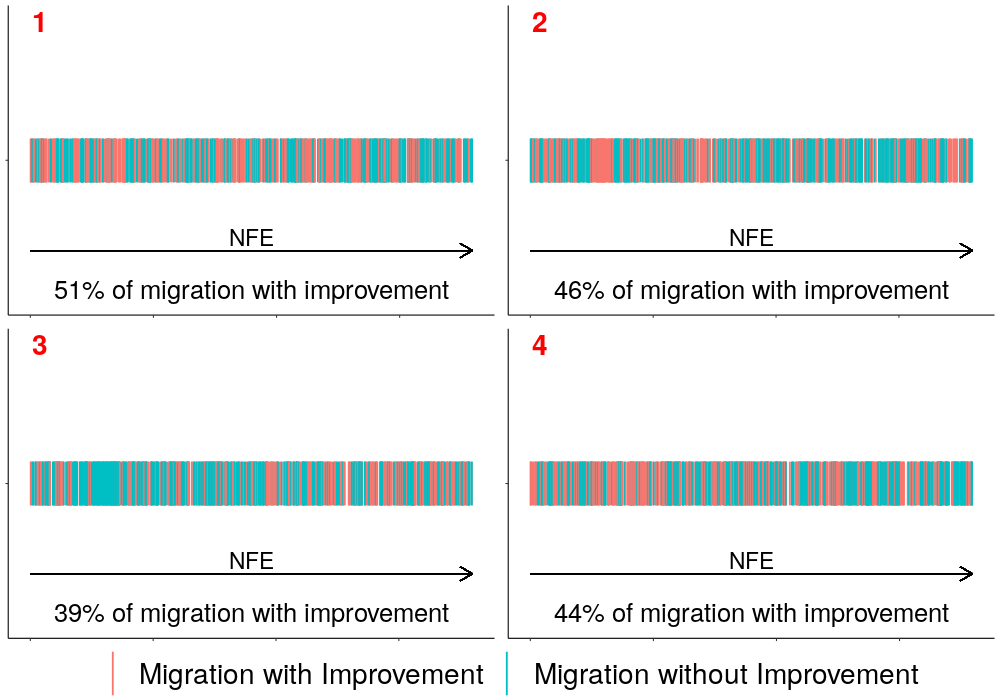 1
NFE
51% of migration with improvement
2
NFE
46% of migration with improvement
3
NFE
39% of migration with improvement
4
NFE
44% of migration with improvement
Migration with Improvement
Migration without Improvement